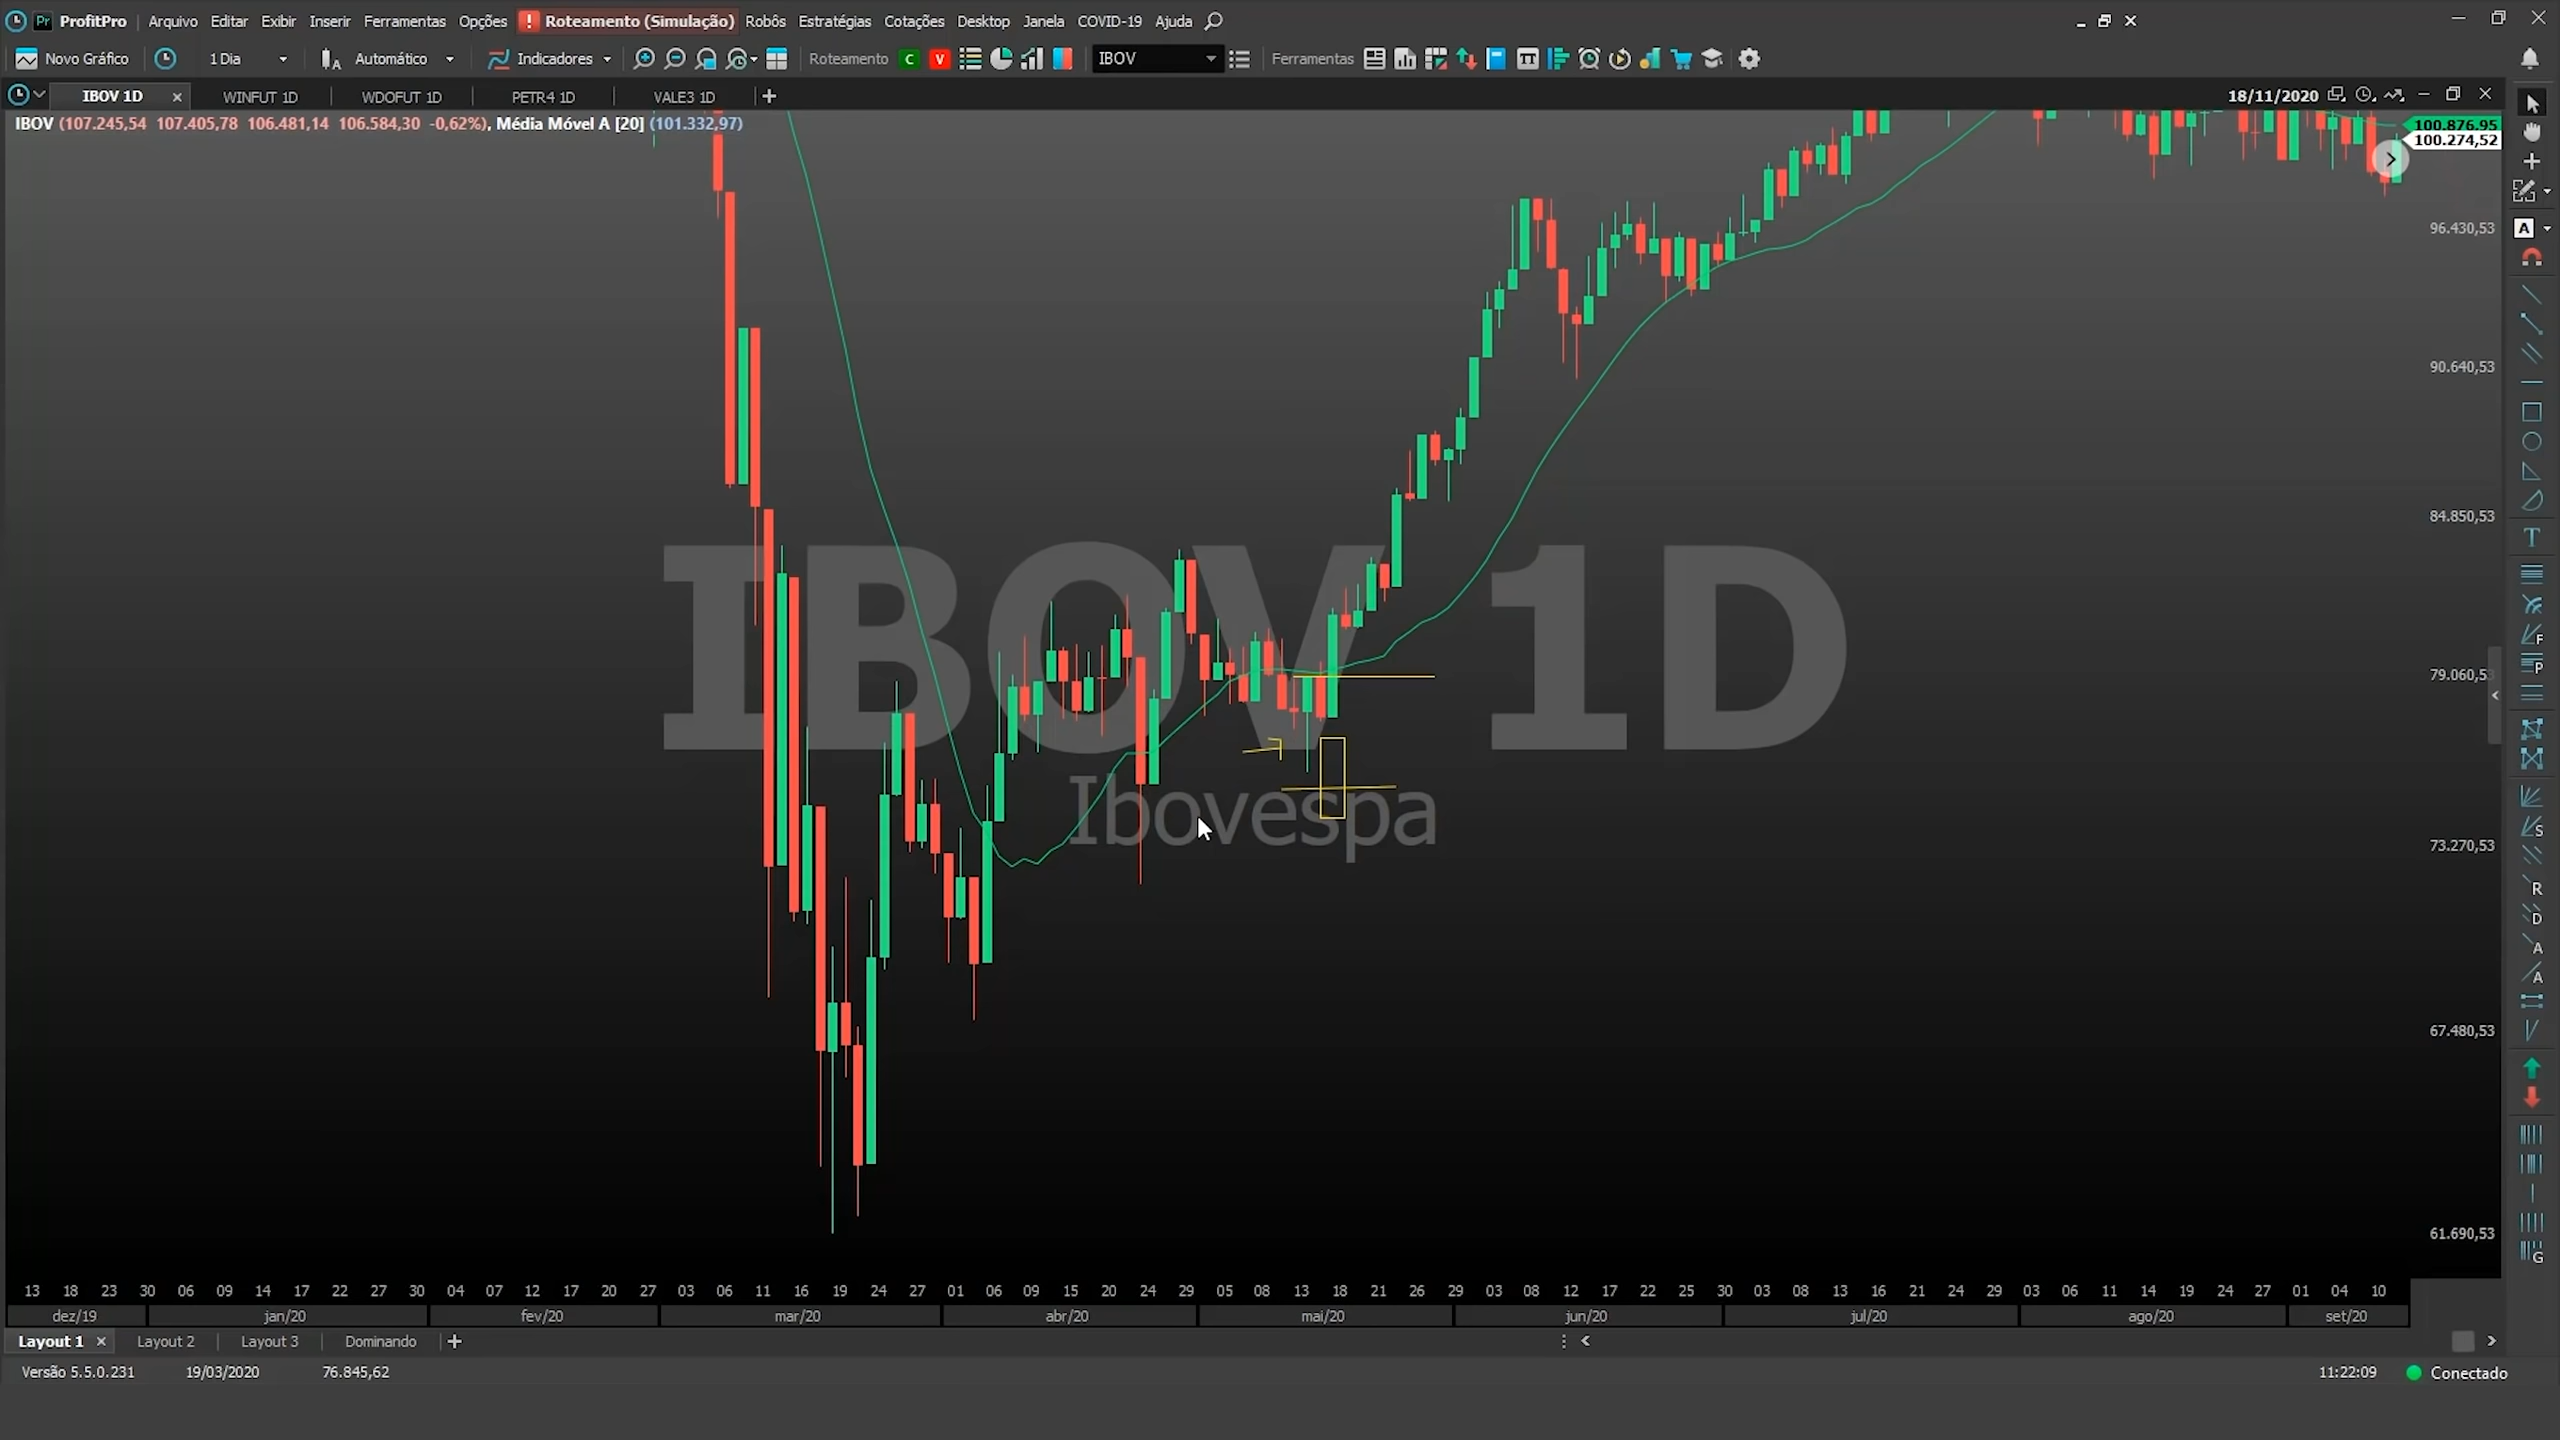 Pr ProfitPro Arquivo Editar Exibir Inserir Ferramentas Opções ! Roteamento (Simulação) Robôs Estratégias Cotações Desktop Janela COVID-19 Ajuda
Novo Gráfico 1 Dia A Automático Indicadores Roteamento C V IBOV Ferramentas TT
IBOV 1D WINFUT 1D WDOFUT 1D PETR4 1D VALE3 1D + 18/11/2020
IBOV (107.245,54 107.405,78 106.481,14 106.584,30 -0,62%), Média Móvel A [20] (101.332,97)
100.876,95
100.274,52
96.430,53
A
90.640,53
84.850,53
T
IBOV 1D
F
P
79.060,53
Ibovespa
S
73.270,53
R
D
A
A
67.480,53
61.690,53
G
13 18 23 30 06 09 14 17 22 27 30 04 07 12 17 20 27 03 06 11 16 19 24 27 01 06 09 15 20 24 29 05 08 13 18 21 26 29 03 08 12 17 22 25 30 03 08 13 16 21 24 29 03 06 11 14 19 24 27 01 04 10
dez/19 jan/20 fev/20 mar/20 abr/20 mai/20 jun/20 jul/20 ago/20 set/20
Layout 1 Layout 2 Layout 3 Dominando +
Versão 5.5.0.231 19/03/2020 76.845,62 11:22:09 Conectado